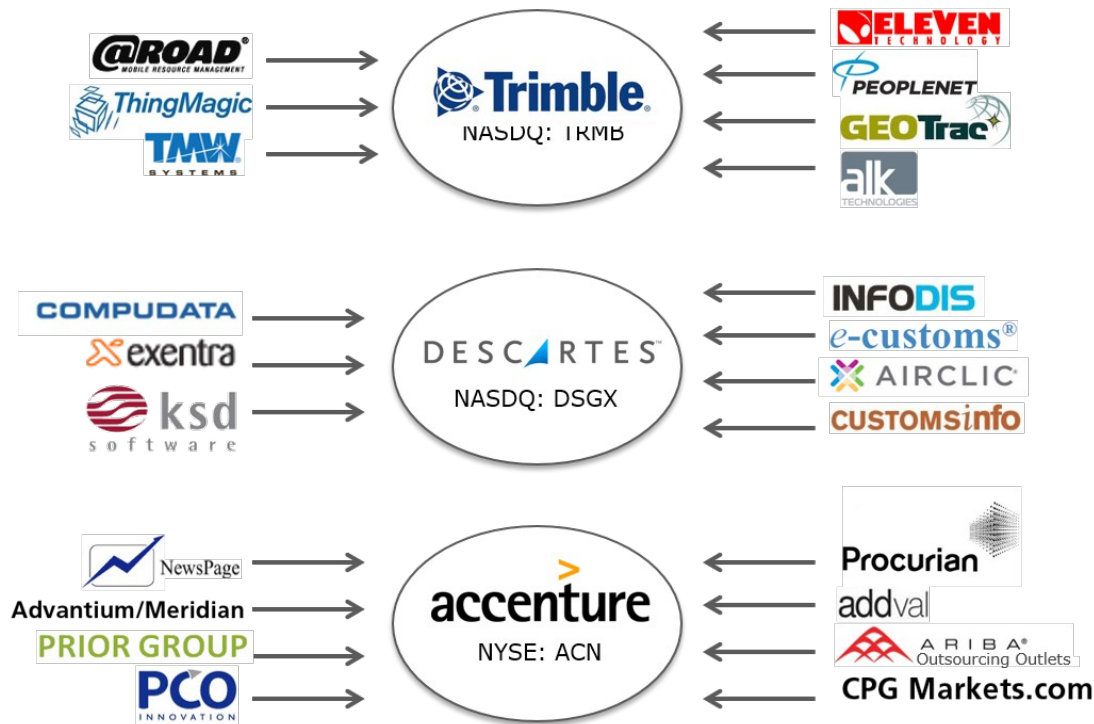 @ROAD®
MOBILE RESOURCE MANAGEMENT
ThingMagic
TMW®
SYSTEMS
Trimble®
NASDQ: TRMB
ELEVEN
TECHNOLOGY
PEOPLENET
GEOTrac
alk
TECHNOLOGIES
COMPUDATA
exentra
ksd
software
DESCARTES™
NASDQ: DSGX
INFODIS
e-customs®
AIRCLIC®
CUSTOMSinfo
NewsPage
Advantium/Meridian
PRIOR GROUP
PCO
INNOVATION
accenture
NYSE: ACN
Procurian
addval
ARIBA®
Outsourcing Outlets
CPG Markets.com